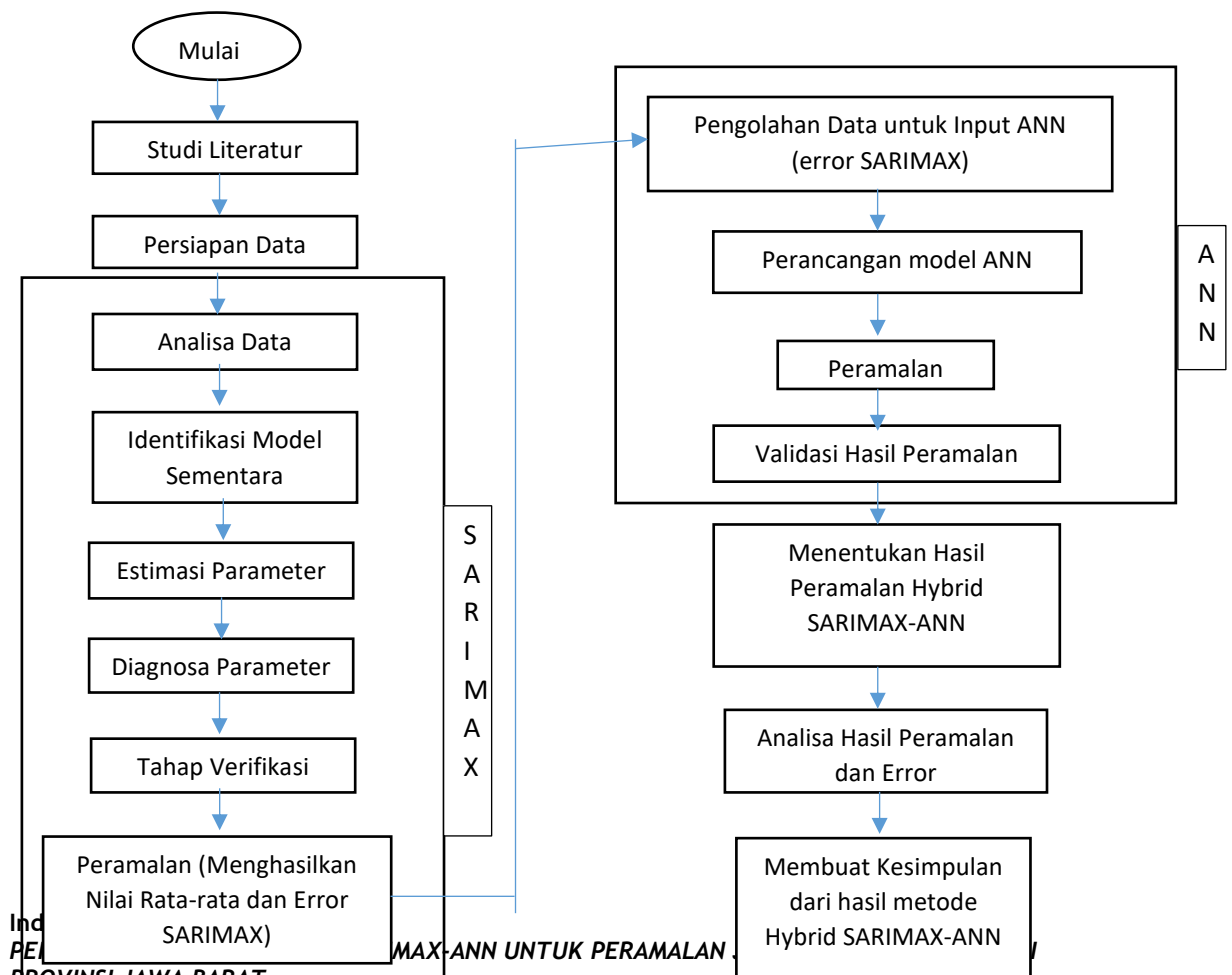 Mulai
Studi Literatur
Persiapan Data
Analisa Data
Identifikasi Model
Sementara
Estimasi Parameter
Diagnosa Parameter
Tahap Verifikasi
Peramalan (Menghasilkan
Nilai Rata-rata dan Error
SARIMAX)
S
A
R
I
M
A
X
Pengolahan Data untuk Input ANN
(error SARIMAX)
Perancangan model ANN
Peramalan
Validasi Hasil Peramalan
A
N
N
Menentukan Hasil
Peramalan Hybrid
SARIMAX-ANN
Analisa Hasil Peramalan
dan Error
Membuat Kesimpulan
dari hasil metode
Hybrid SARIMAX-ANN
MAX-ANN UNTUK PERAMALAN
PROVINSI JAWA BARAT